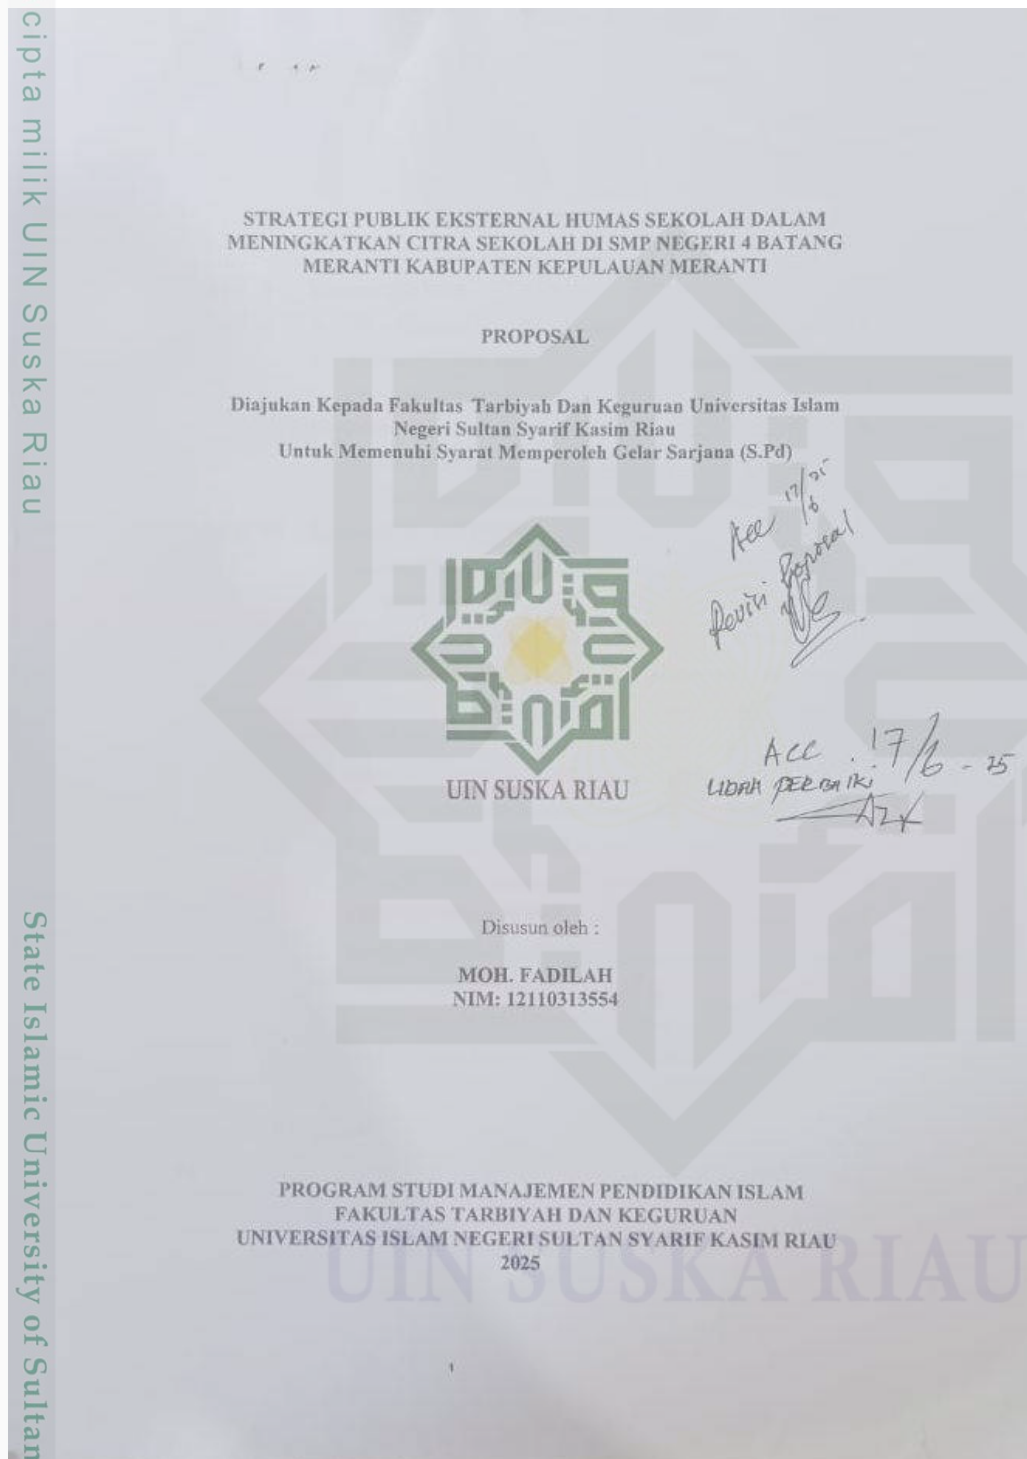 cipta milik UIN Suska Riau
State Islamic University of Sultan
STRATEGI PUBLIK EKSTERNAL HUMAS SEKOLAH DALAM
MENINGKATKAN CITRA SEKOLAH DI SMP NEGERI 4 BATANG
MERANTI KABUPATEN KEPULAUAN MERANTI
PROPOSAL
Diajukan Kepada Fakultas Tarbiyah Dan Keguruan Universitas Islam
Negeri Sultan Syarif Kasim Riau
Untuk Memenuhi Syarat Memperoleh Gelar Sarjana (S.Pd)
Acc 17/6
Revisi Proposal
UIN SUSKA RIAU
ACC 17/6 - 25
UDAH PERBAIKI
Disusun oleh :
MOH. FADILAH
NIM: 12110313554
PROGRAM STUDI MANAJEMEN PENDIDIKAN ISLAM
FAKULTAS TARBIYAH DAN KEGURUAN
UNIVERSITAS ISLAM NEGERI SULTAN SYARIF KASIM RIAU
2025
UIN SUSKA RIAU